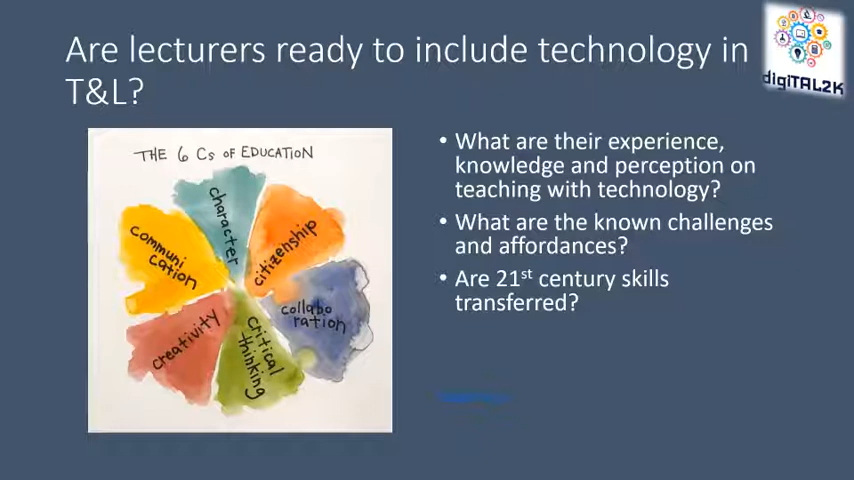 Are lecturers ready to include technology in
T&L?
digiTAL2K
THE 6 Cs OF EDUCATION
character
citizenship
communi
cation
collabo
ration
creativity
critical
thinking
• What are their experience,
knowledge and perception on
teaching with technology?
• What are the known challenges
and affordances?
• Are 21st century skills
transferred?